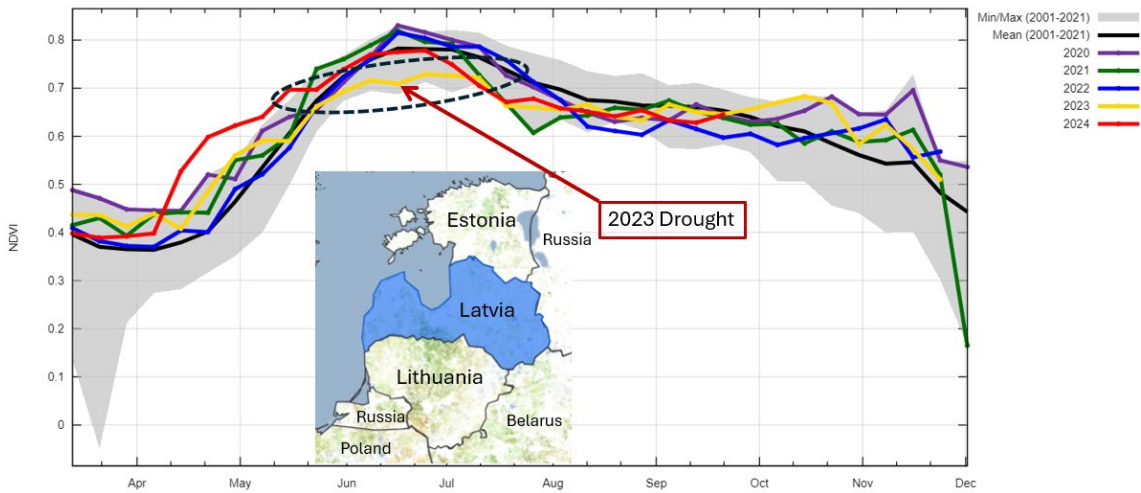 Min/Max (2001-2021)
Mean (2001-2021)
2020
2021
2022
2023
2024
NDVI
0.8
0.7
0.6
0.5
0.4
0.3
0.2
0.1
0
2023 Drought
Estonia
Russia
Latvia
Lithuania
Russia
Belarus
Poland
Apr
May
Jun
Jul
Aug
Sep
Oct
Nov
Dec